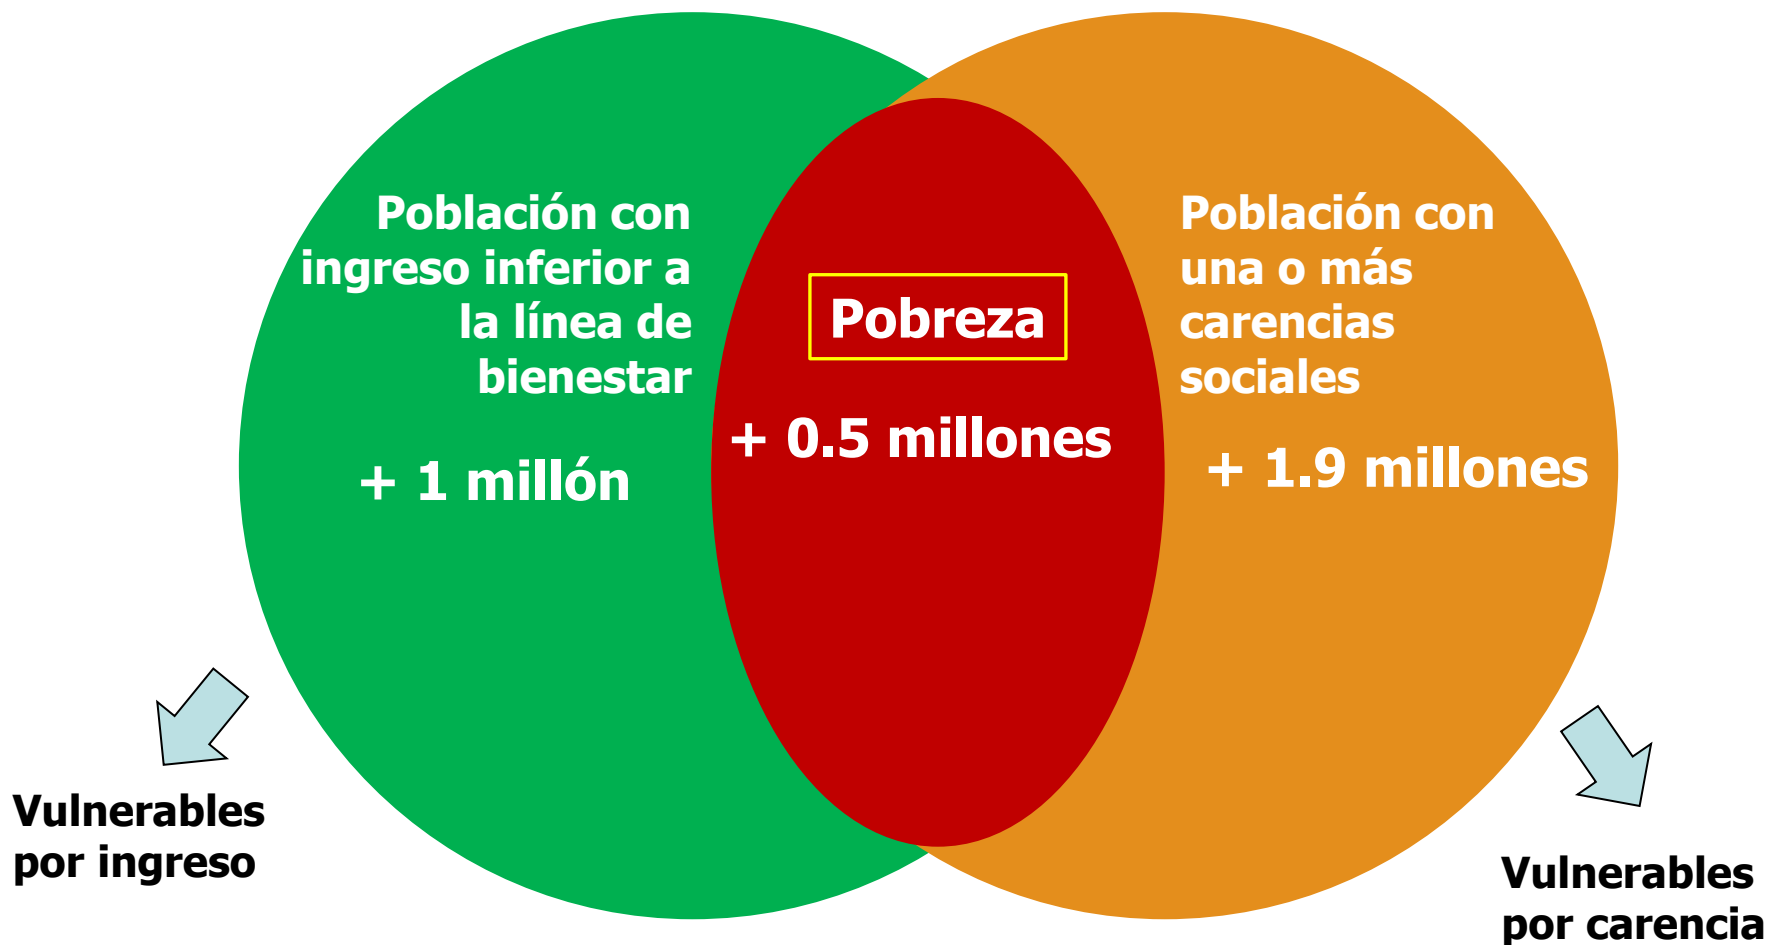 Población con
ingreso inferior a
la línea de
bienestar
+ 1 millón
Pobreza
+ 0.5 millones
Población con
una o más
carencias
sociales
+ 1.9 millones
Vulnerables
por ingreso
Vulnerables
por carencia